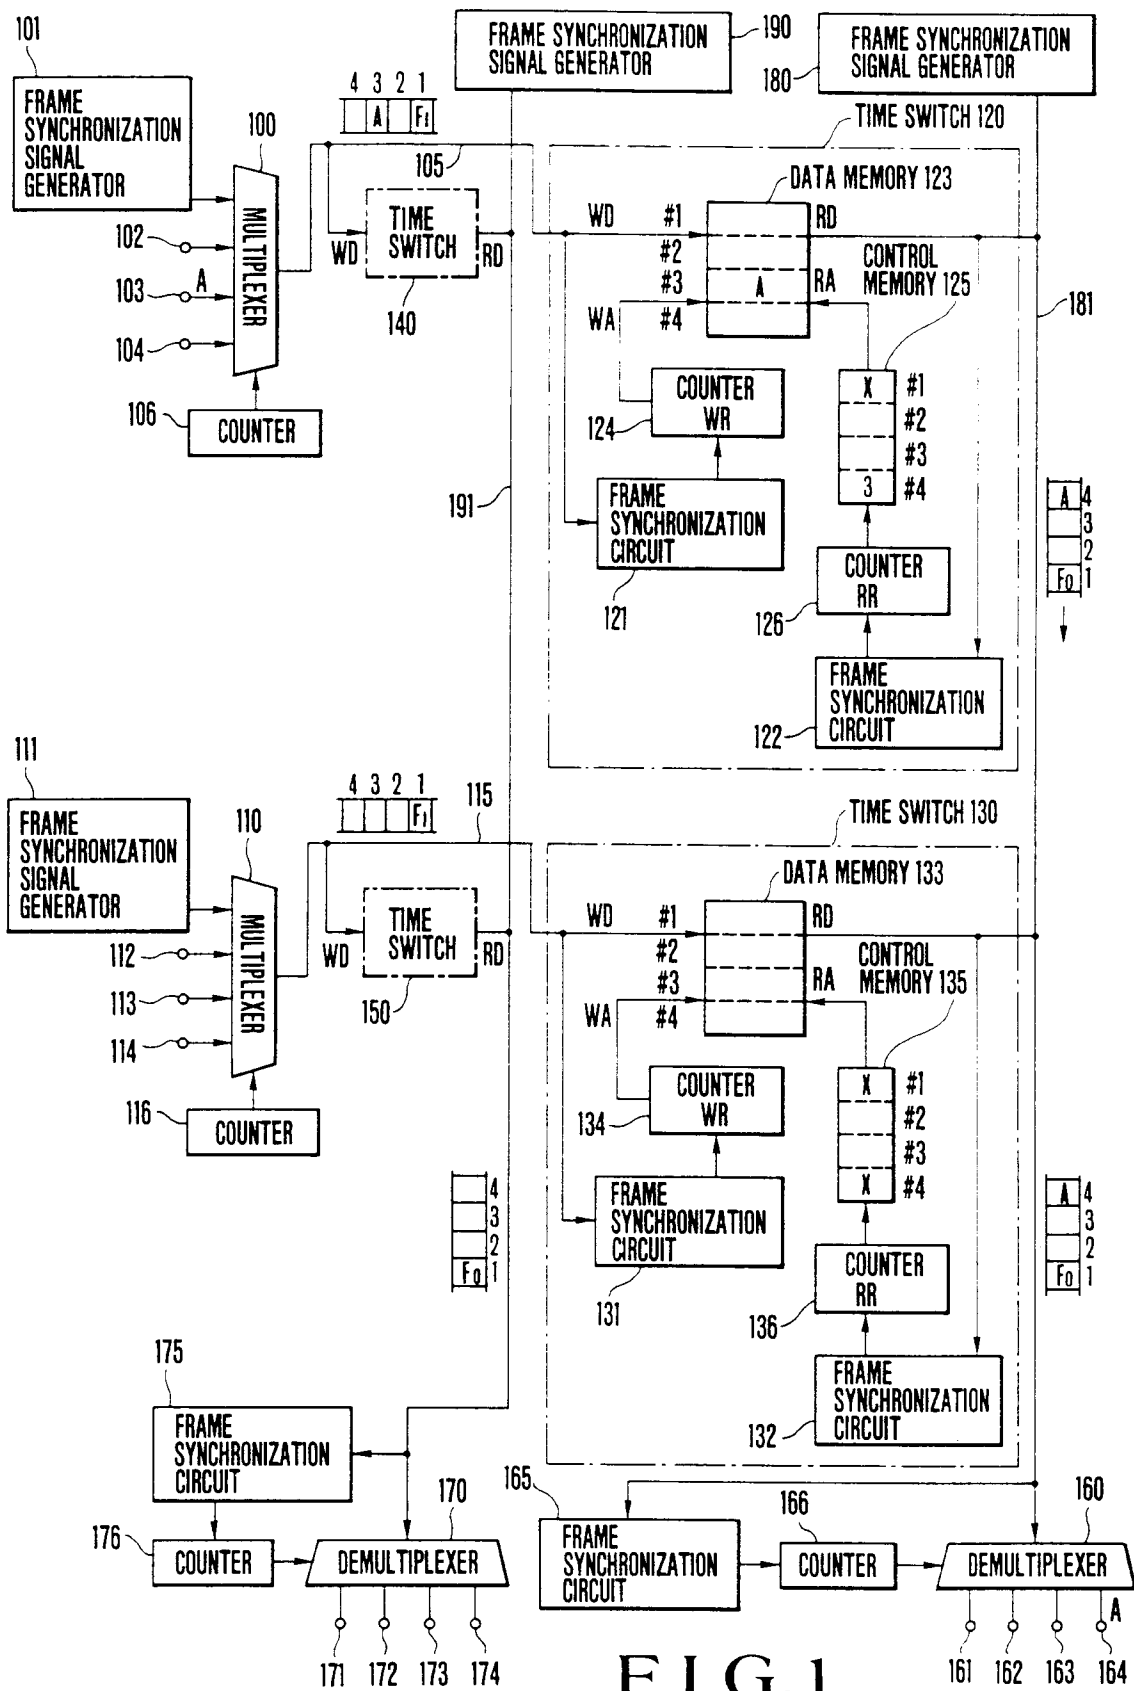 101
FRAME
SYNCHRONIZATION
SIGNAL
GENERATOR
FRAME SYNCHRONIZATION
SIGNAL GENERATOR
190
FRAME SYNCHRONIZATION
SIGNAL GENERATOR
180
4 3 2 1
A F1
100
105
MULTIPLEXER
102
A
103
104
106
COUNTER
WD
TIME
SWITCH
RD
140
191
TIME SWITCH 120
DATA MEMORY 123
WD
#1
#2
#3
#4
WA
A
RD
RA
CONTROL
MEMORY 125
181
124
COUNTER
WR
X
3
#1
#2
#3
#4
FRAME
SYNCHRONIZATION
CIRCUIT
121
COUNTER
RR
126
FRAME
SYNCHRONIZATION
CIRCUIT
122
A 4
3
2
F0 1
111
FRAME
SYNCHRONIZATION
SIGNAL
GENERATOR
4 3 2 1
F1
110
115
MULTIPLEXER
112
113
114
116
COUNTER
WD
TIME
SWITCH
RD
150
TIME SWITCH 130
DATA MEMORY 133
WD
#1
#2
#3
#4
WA
RD
RA
CONTROL
MEMORY 135
134
COUNTER
WR
X
X
#1
#2
#3
#4
FRAME
SYNCHRONIZATION
CIRCUIT
131
COUNTER
RR
136
FRAME
SYNCHRONIZATION
CIRCUIT
132
4
3
2
F0 1
A 4
3
2
F0 1
175
FRAME
SYNCHRONIZATION
CIRCUIT
176
COUNTER
170
DEMULTIPLEXER
171
172
173
174
165
FRAME
SYNCHRONIZATION
CIRCUIT
166
COUNTER
160
DEMULTIPLEXER
A
161
162
163
164
FIG.1